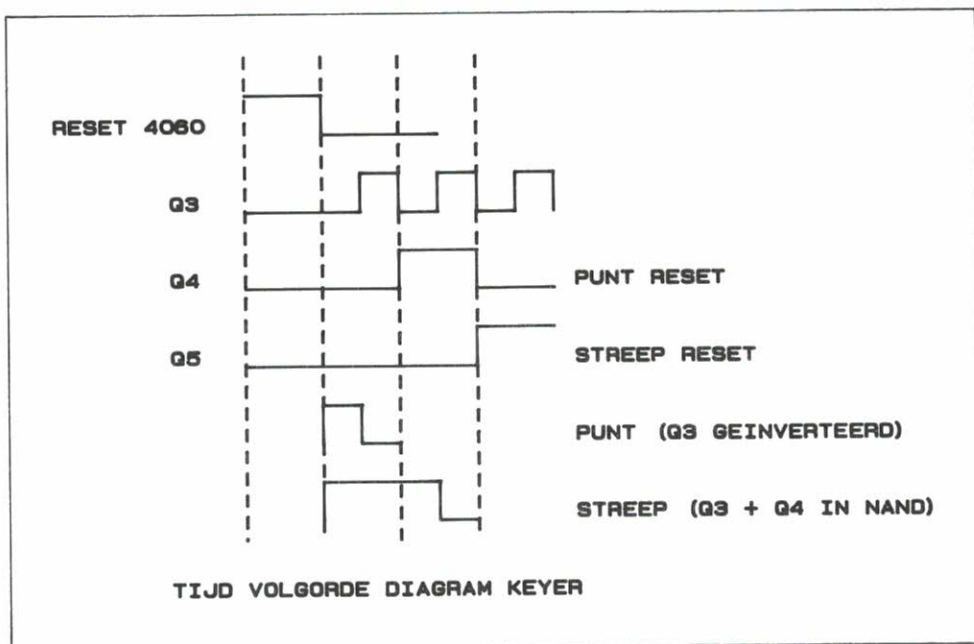 RESET 4060
Q3
Q4
PUNT RESET
Q5
STREEP RESET
PUNT (Q3 GEINVERTEERD)
STREEP (Q3 + Q4 IN NAND)
TIJD VOLGORDE DIAGRAM KEYER